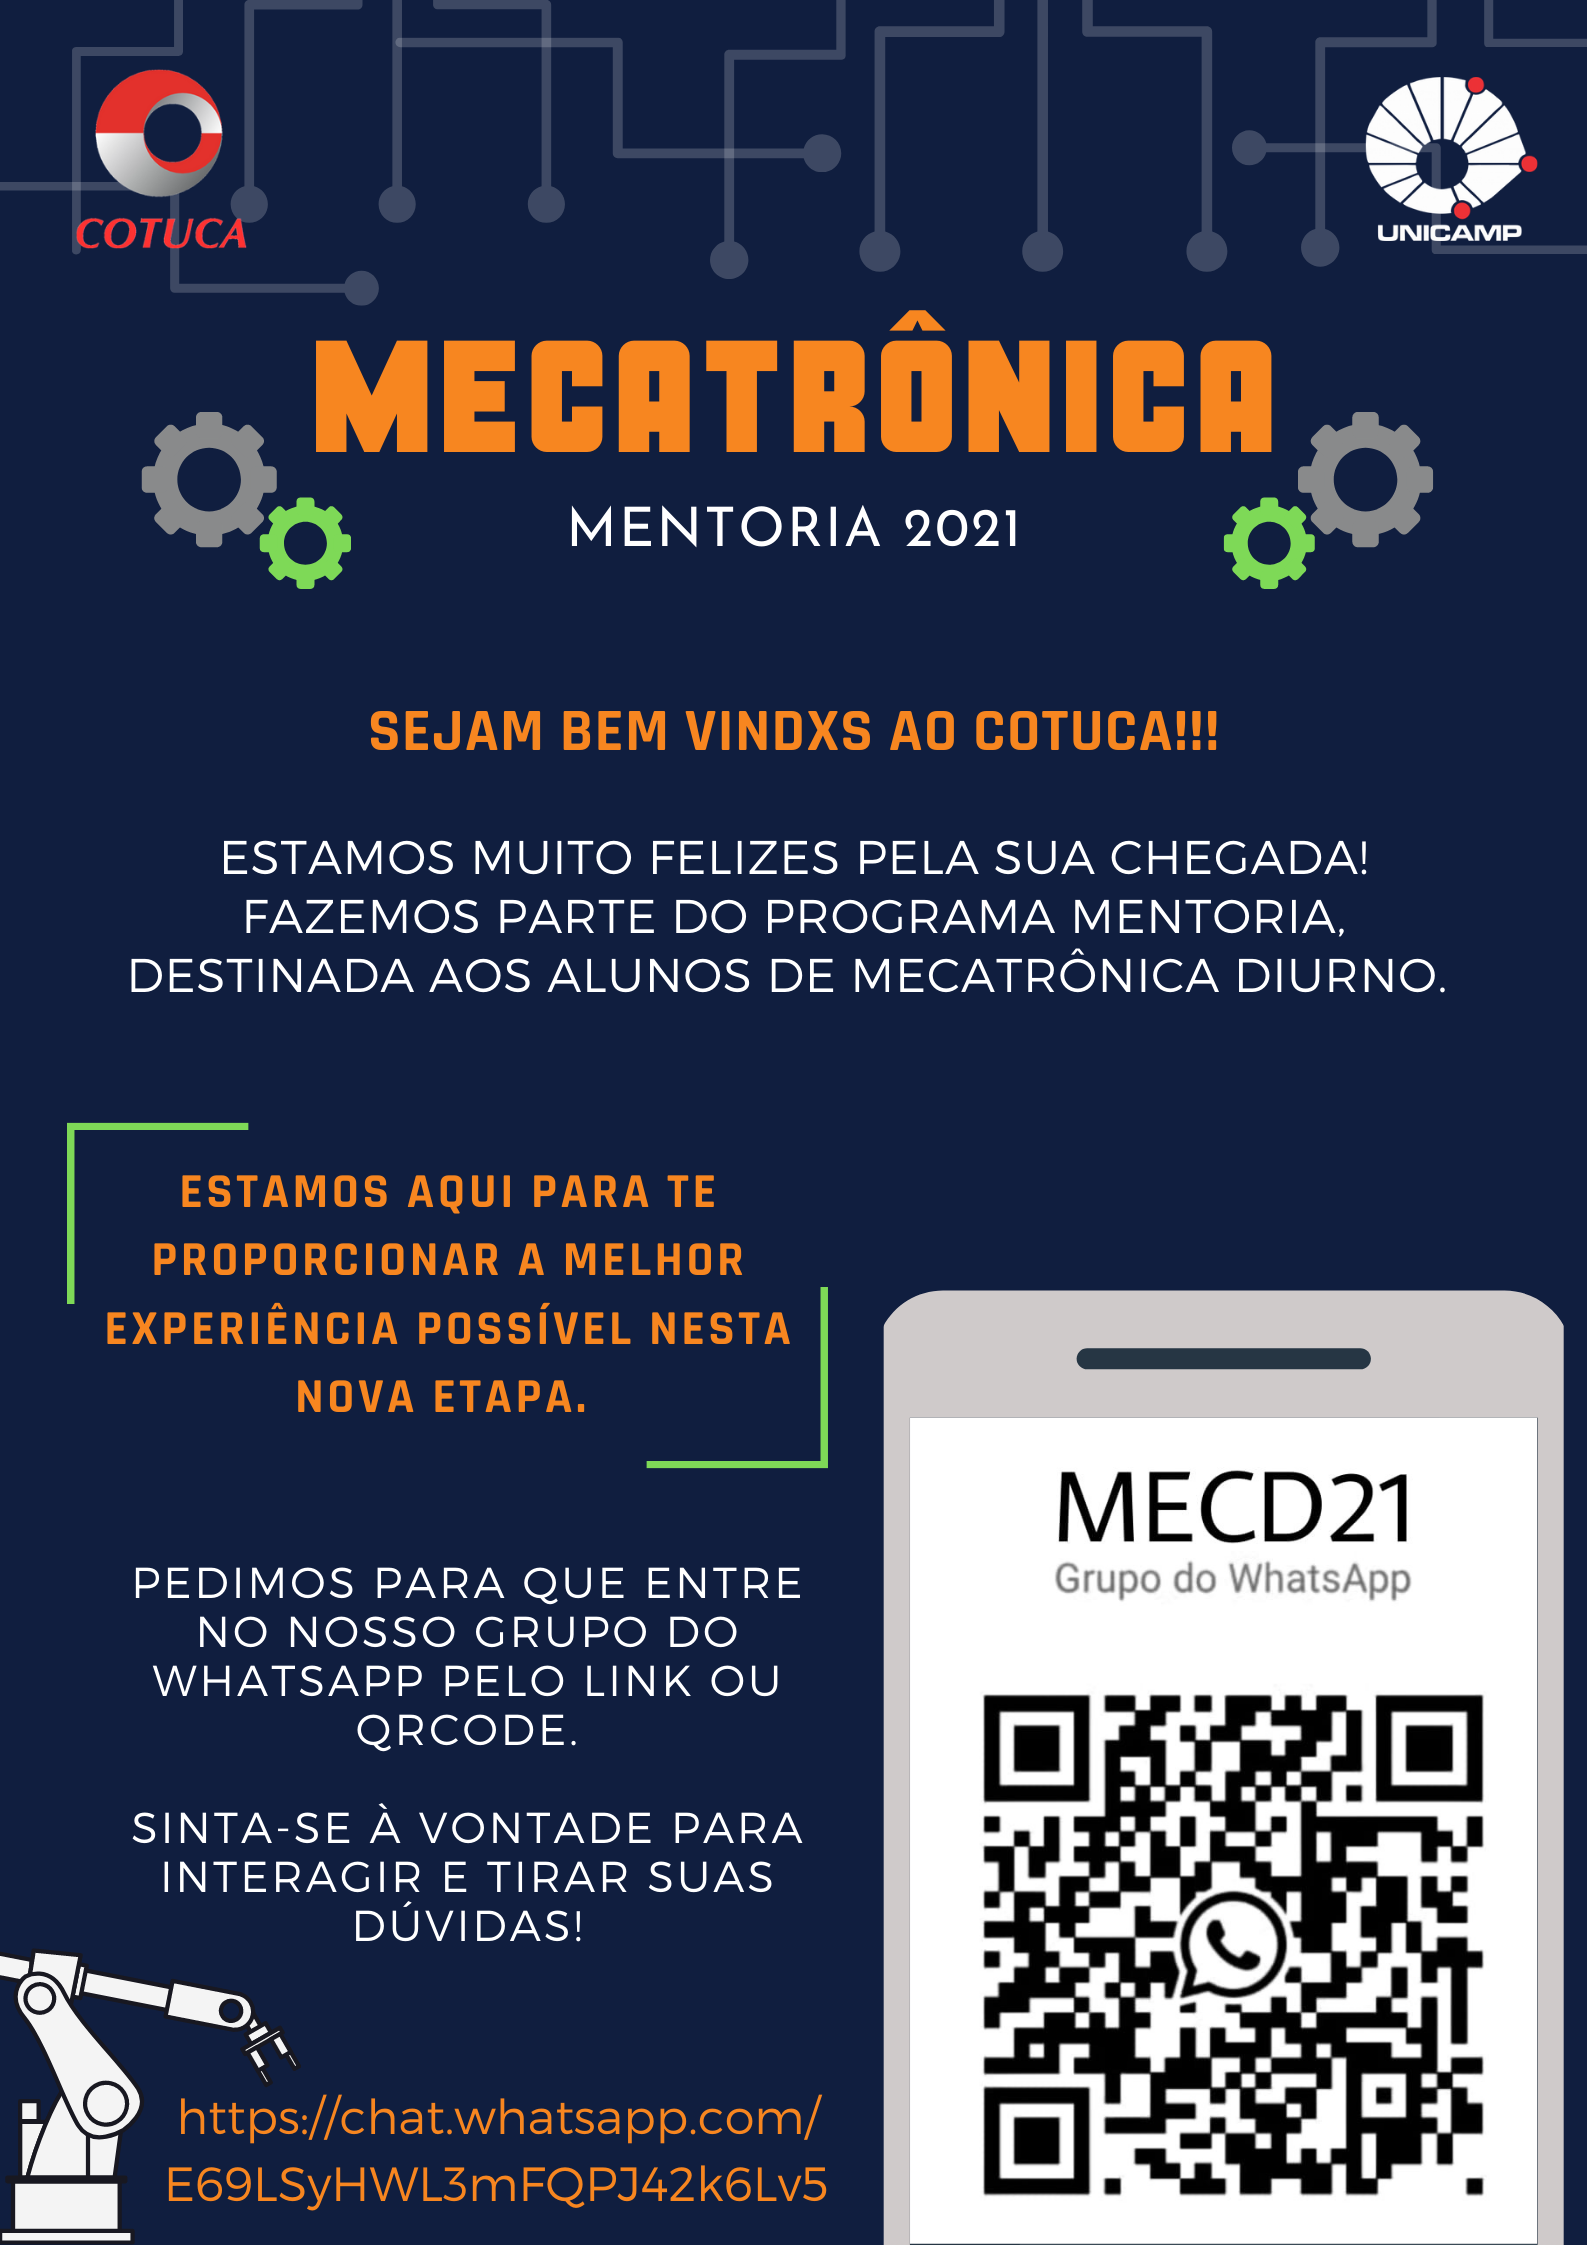 COTUCA
UNICAMP
MECATRÔNICA
MENTORIA 2021
SEJAM BEM VINDXS AO COTUCA!!!
ESTAMOS MUITO FELIZES PELA SUA CHEGADA!
FAZEMOS PARTE DO PROGRAMA MENTORIA,
DESTINADA AOS ALUNOS DE MECATRÔNICA DIURNO.
ESTAMOS AQUI PARA TE
PROPORCIONAR A MELHOR
EXPERIÊNCIA POSSÍVEL NESTA
NOVA ETAPA.
PEDIMOS PARA QUE ENTRE
NO NOSSO GRUPO DO
WHATSAPP PELO LINK OU
QRCODE.
SINTA-SE À VONTADE PARA
INTERAGIR E TIRAR SUAS
DÚVIDAS!
https://chat.whatsapp.com/
E69LSyHWL3mFQPJ42k6Lv5
MECD21
Grupo do WhatsApp